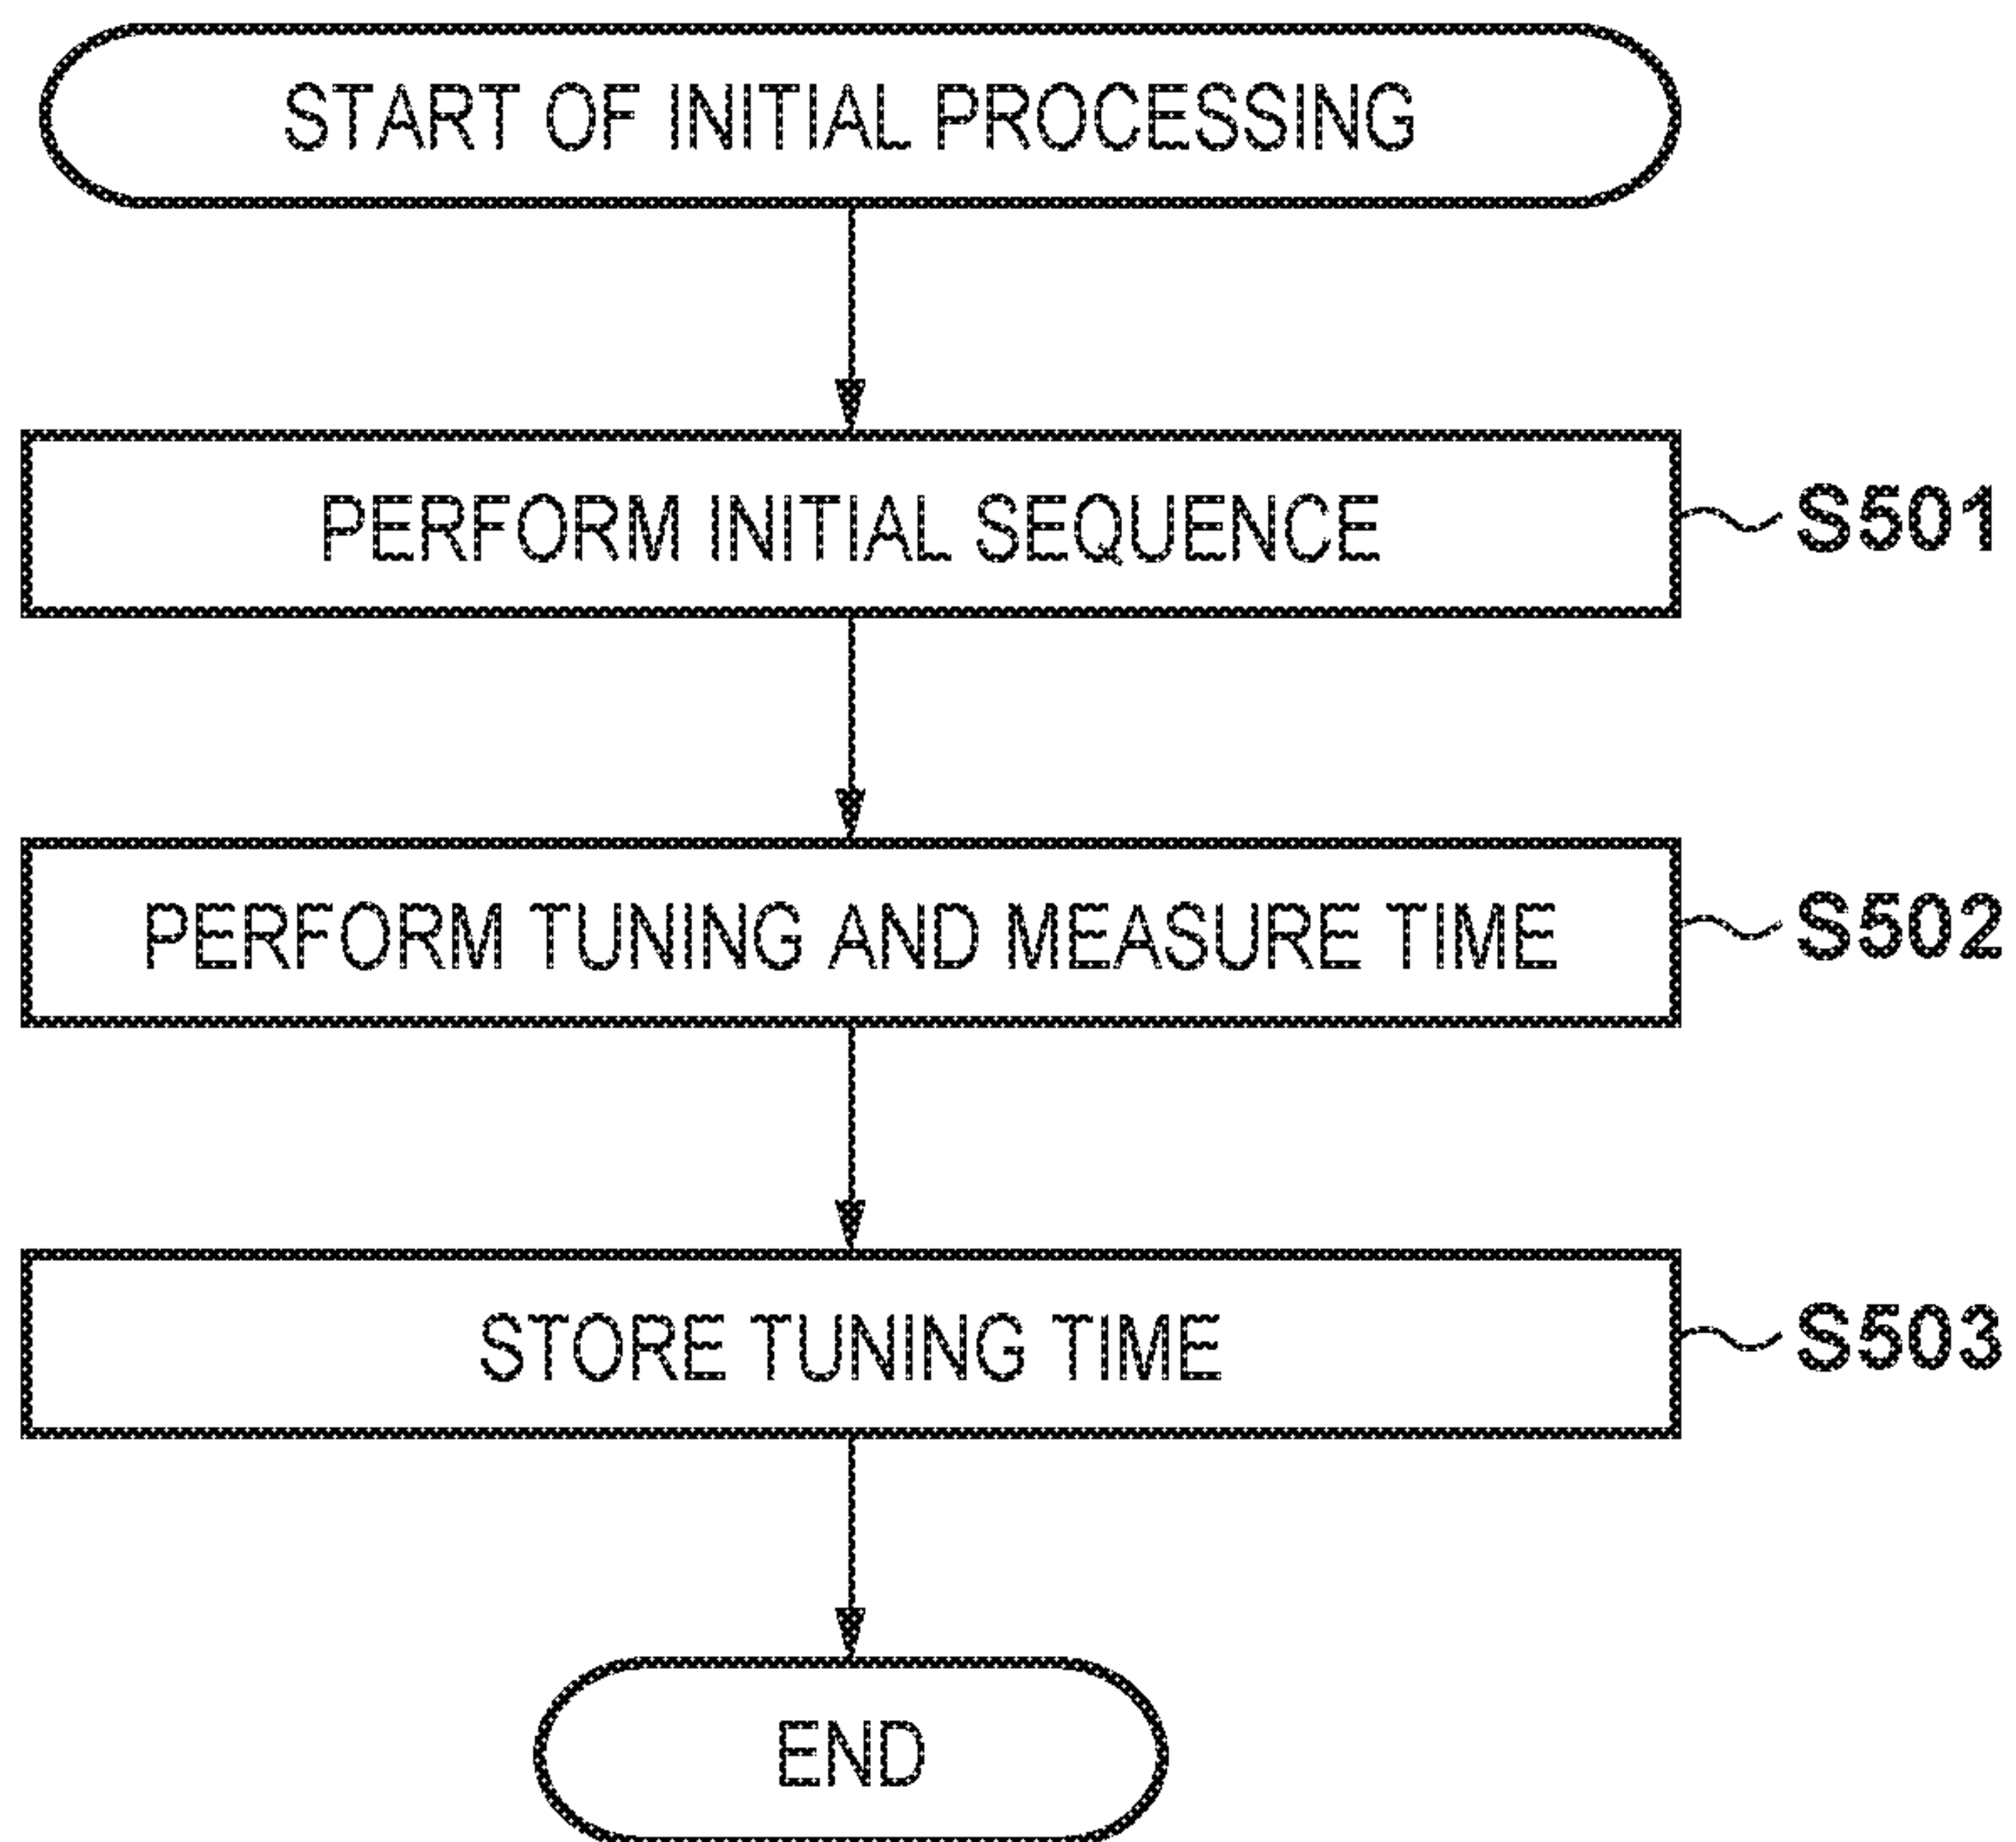 START OF INITIAL PROCESSING
PERFORM INITIAL SEQUENCE
S501
PERFORM TUNING AND MEASURE TIME
S502
STORE TUNING TIME
S503
END